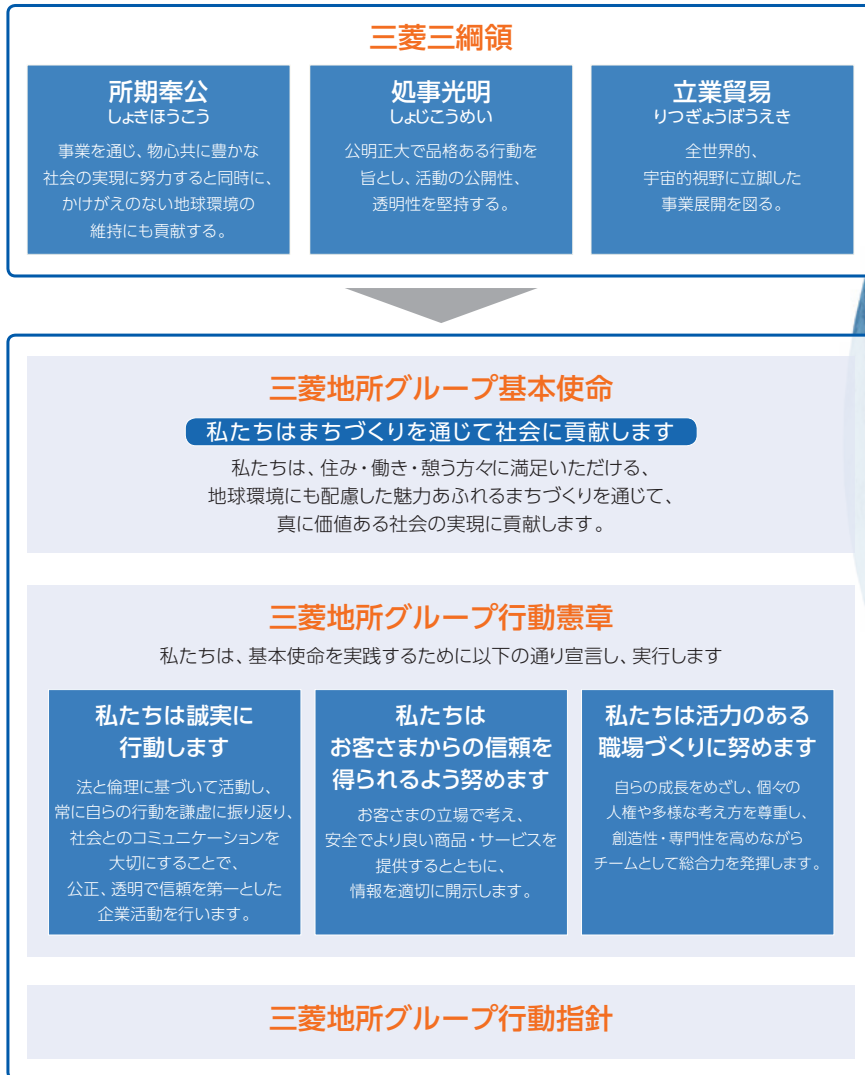 三菱三綱領
所期奉公
しょきほうこう
事業を通じ、物心共に豊かな
社会の実現に努力すると同時に、
かけがえのない地球環境の
維持にも貢献する。
処事光明
しょじこうめい
公明正大で品格ある行動を
旨とし、活動の公開性、
透明性を堅持する。
立業貿易
りつぎょうぼうえき
全世界的、
宇宙的視野に立脚した
事業展開を図る。
三菱地所グループ基本使命
私たちはまちづくりを通じて社会に貢献します
私たちは、住み・働き・憩う方々に満足いただける、
地球環境にも配慮した魅力あふれるまちづくりを通じて、
真に価値ある社会の実現に貢献します。
三菱地所グループ行動憲章
私たちは、基本使命を実践するために以下の通り宣言し、実行します
私たちは誠実に
行動します
法と倫理に基づいて活動し、
常に自らの行動を謙虚に振り返り、
社会とのコミュニケーションを
大切にすることで、
公正、透明で信頼を第一とした
企業活動を行います。
私たちは
お客さまからの信頼を
得られるよう努めます
お客さまの立場で考え、
安全でより良い商品・サービスを
提供するとともに、
情報を適切に開示します。
私たちは活力のある
職場づくりに努めます
自らの成長をめざし、個々の
人権や多様な考え方を尊重し、
創造性・専門性を高めながら
チームとして総合力を発揮します。
三菱地所グループ行動指針